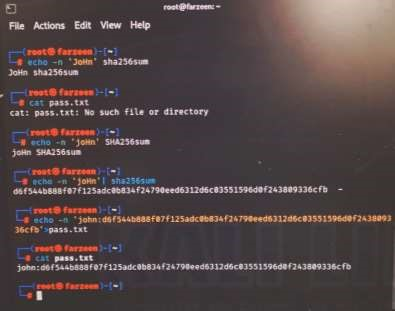 root@farzeen: ~
File Actions Edit View Help
┌──(root㉿farzeen)-[~]
└─# echo -n 'JoHn' sha256sum
JoHn sha256sum
┌──(root㉿farzeen)-[~]
└─# cat pass.txt
cat: pass.txt: No such file or directory
┌──(root㉿farzeen)-[~]
└─# echo -n 'joHn' SHA256sum
joHn SHA256sum
┌──(root㉿farzeen)-[~]
└─# echo -n 'joHn'| sha256sum
d6f544b888f07f125adc0b834f24790eed6312d6c03551596d0f243809336cfb -
┌──(root㉿farzeen)-[~]
└─# echo -n 'john:d6f544b888f07f125adc0b834f24790eed6312d6c03551596d0f2438093
36cfb'>pass.txt
┌──(root㉿farzeen)-[~]
└─# cat pass.txt
john:d6f544b888f07f125adc0b834f24790eed6312d6c03551596d0f243809336cfb
┌──(root㉿farzeen)-[~]
└─#